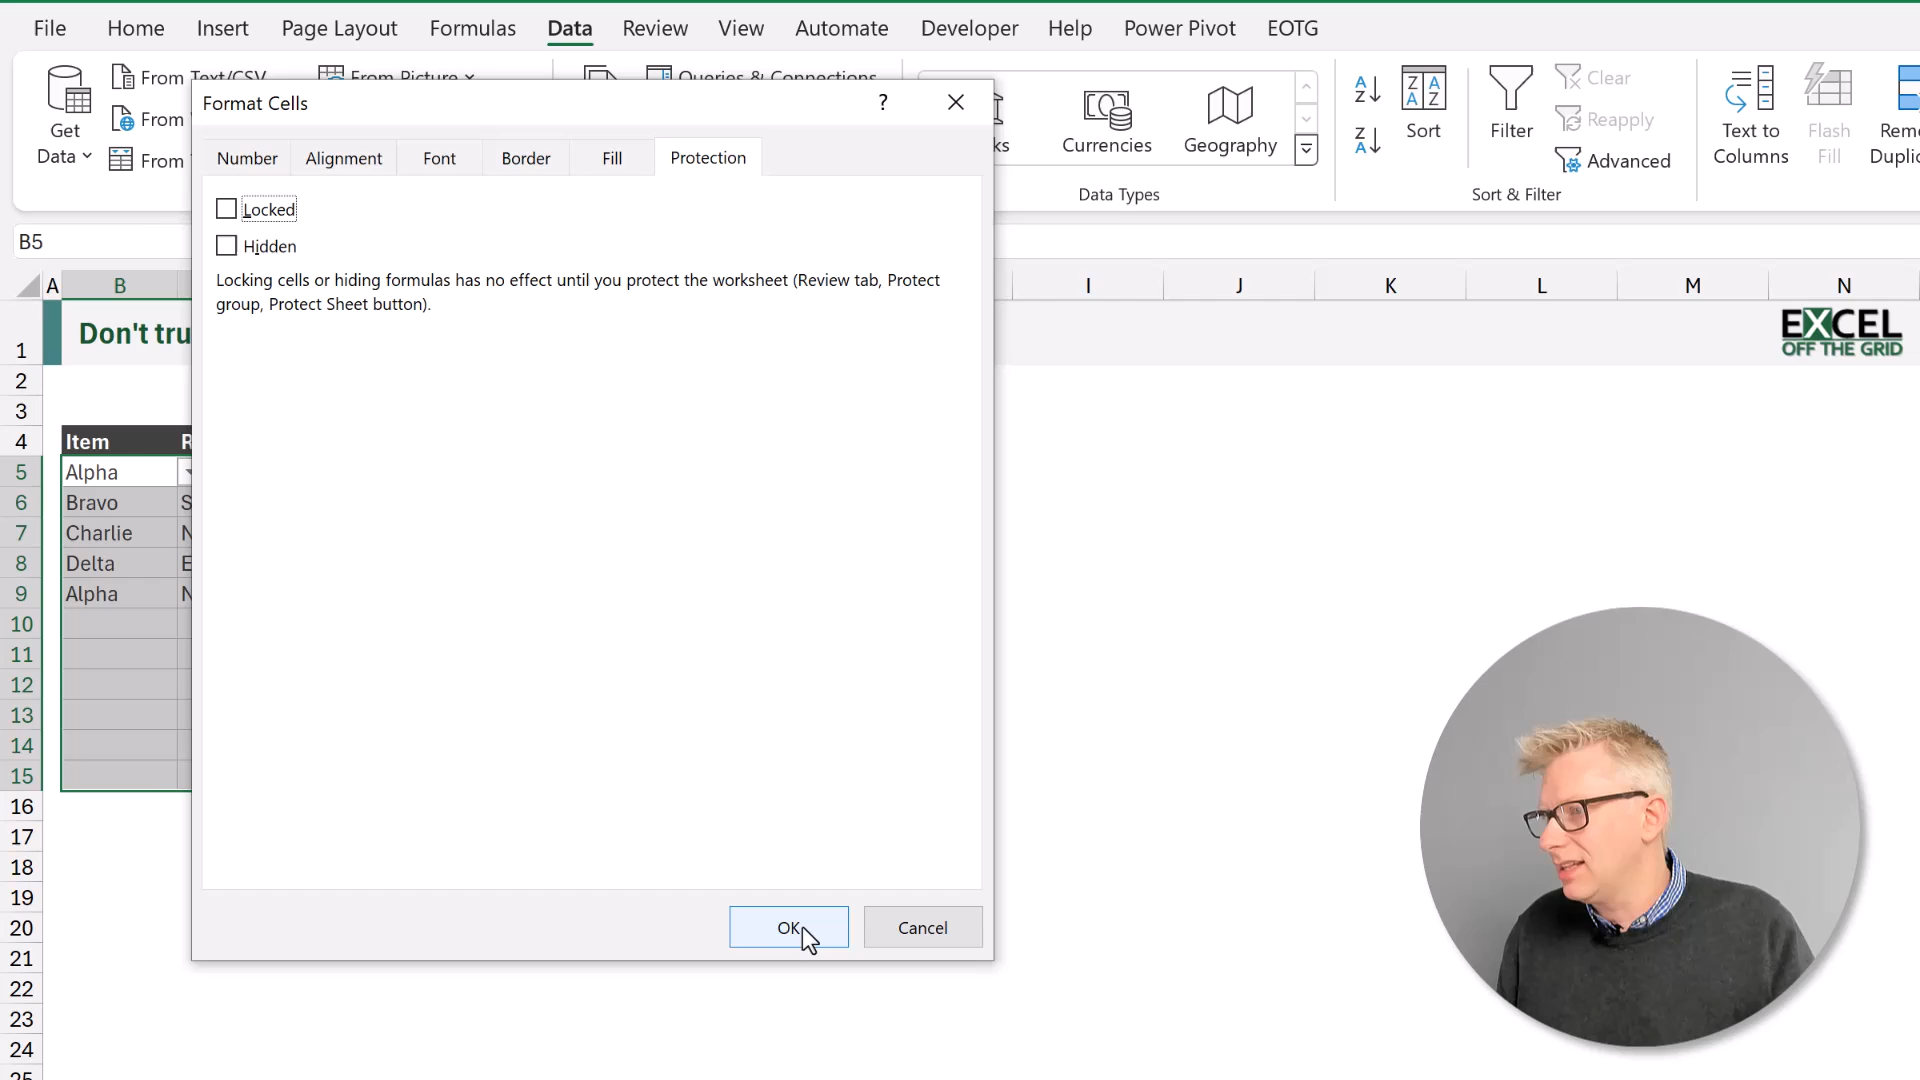 File Home Insert Page Layout Formulas Data Review View Automate Developer Help Power Pivot EOTG
From Text/CSV From Picture Queries & Connections
Get Data
From
From
Currencies
Geography
Data Types
Sort
Filter
Clear
Reapply
Advanced
Sort & Filter
Text to Columns
Flash Fill
Format Cells ?
Number Alignment Font Border Fill Protection
Locked
Hidden
Locking cells or hiding formulas has no effect until you protect the worksheet (Review tab, Protect
group, Protect Sheet button).
OK Cancel
B5
A B I J K L M N
1 Don't
EXCEL
OFF THE GRID
2
3
4 Item
5 Alpha
6 Bravo
7 Charlie
8 Delta
9 Alpha
10
11
12
13
14
15
16
17
18
19
20
21
22
23
24
25